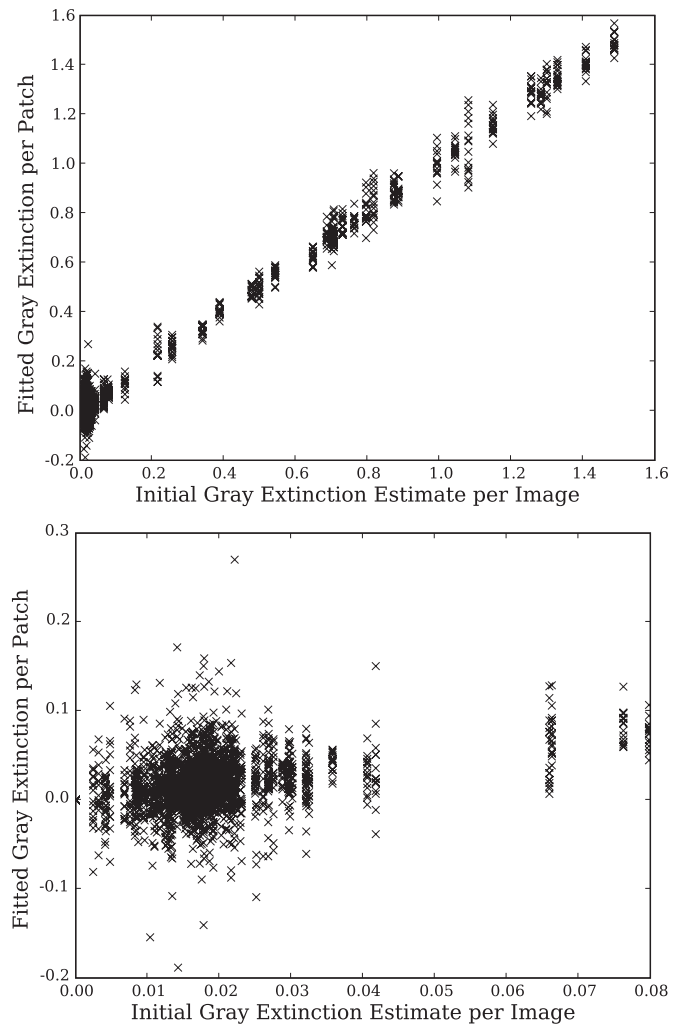 1.6
1.4
1.2
1.0
0.8
0.6
0.4
0.2
0.0
-0.2
Fitted Gray Extinction per Patch
0.0 0.2 0.4 0.6 0.8 1.0 1.2 1.4 1.6
Initial Gray Extinction Estimate per Image
0.3
0.2
0.1
0.0
-0.1
-0.2
Fitted Gray Extinction per Patch
0.00 0.01 0.02 0.03 0.04 0.05 0.06 0.07 0.08
Initial Gray Extinction Estimate per Image